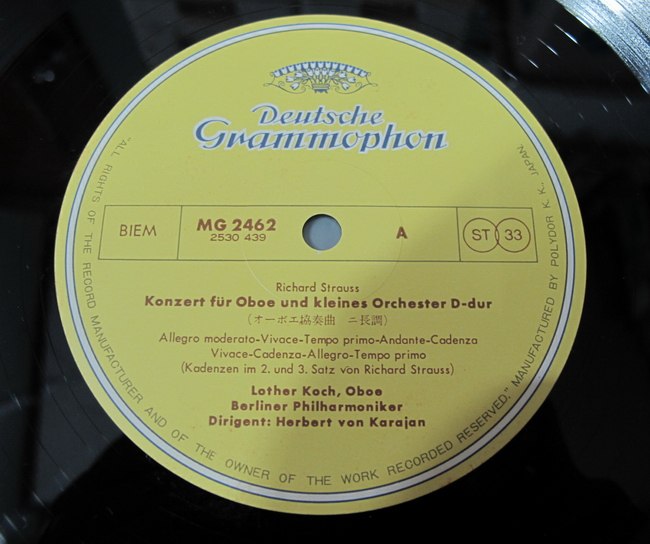 Deutsche
Grammophon
BIEM
MG 2462
2530 439
A
ST 33
Richard Strauss
Konzert für Oboe und kleines Orchester D-dur
(オーボエ協奏曲 ニ長調)
Allegro moderato-Vivace-Tempo primo-Andante-Cadenza
Vivace-Cadenza-Allegro-Tempo primo
(Kadenzen im 2. und 3. Satz von Richard Strauss)
Lother Koch, Oboe
Berliner Philharmoniker
Dirigent: Herbert von Karajan
"ALL RIGHTS OF THE RECORD MANUFACTURER AND OF THE OWNER OF THE WORK RECORDED RESERVED." MANUFACTURED BY POLYDOR K. K., JAPAN.